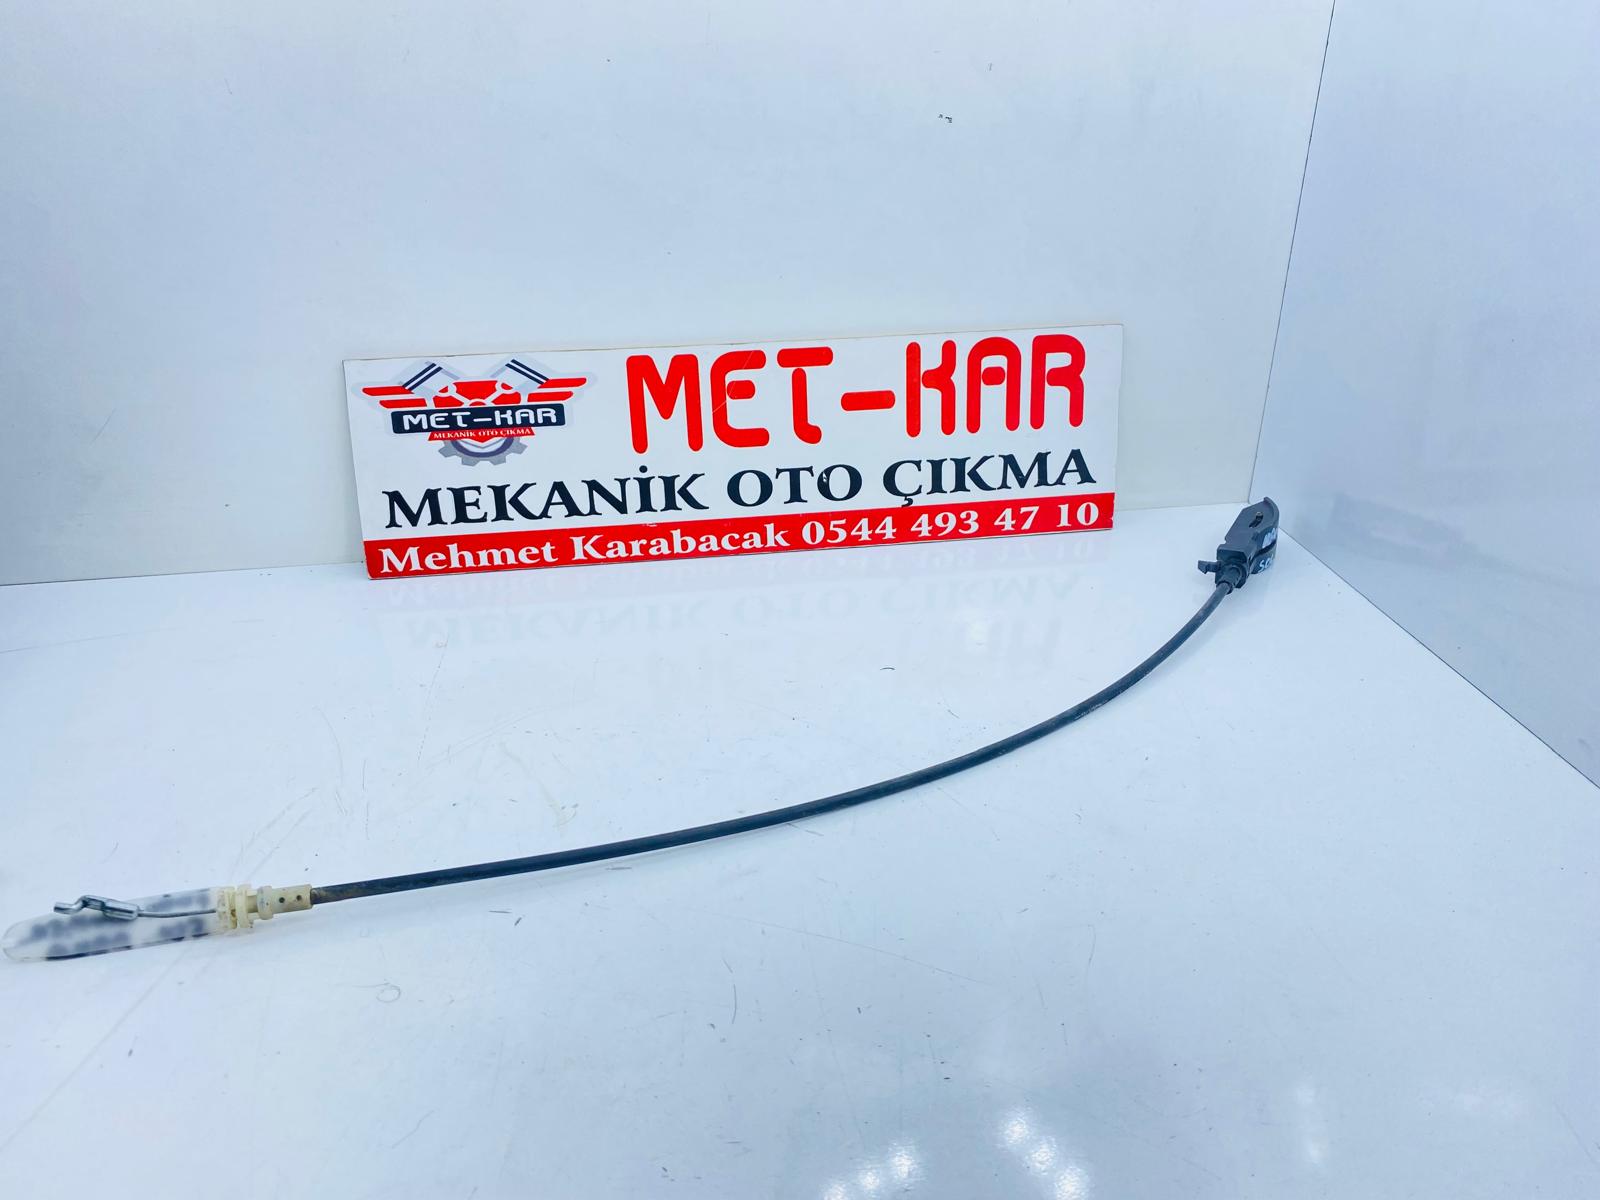 MET-KAR
MEKANİK OTO ÇIKMA
MET-KAR
MEKANİK OTO ÇIKMA
Mehmet Karabacak 0544 493 47 10